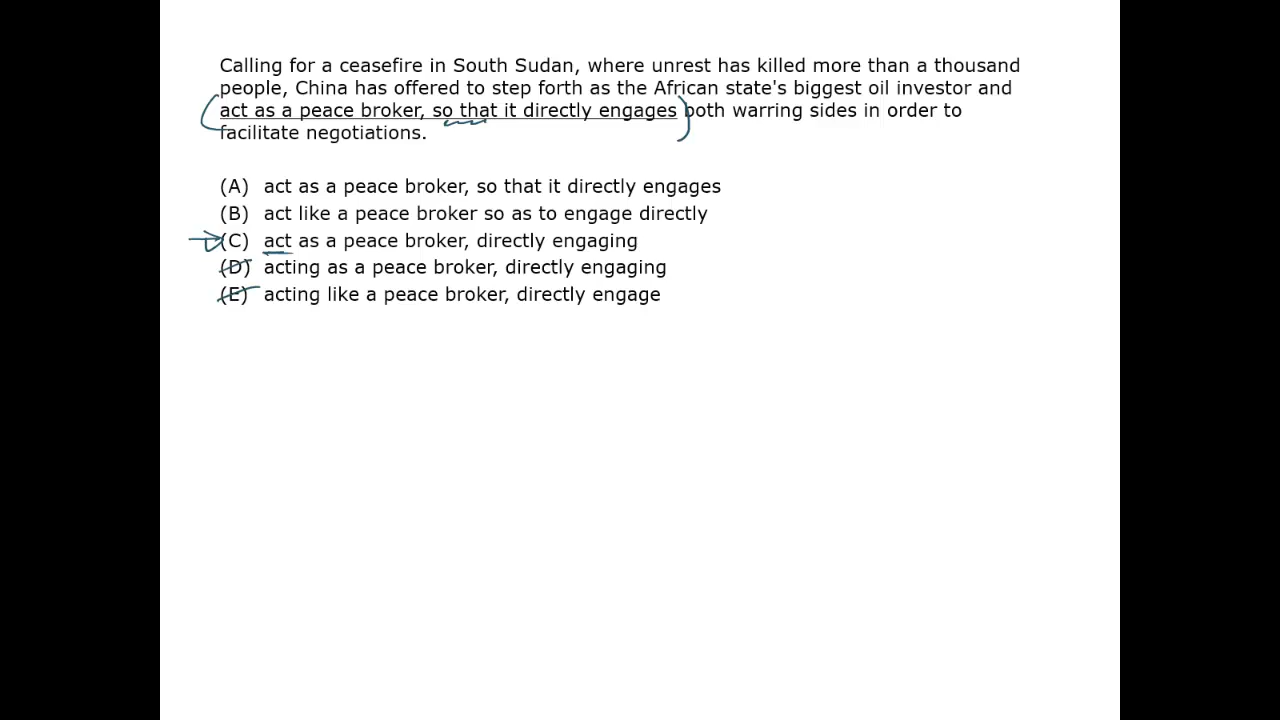 Calling for a ceasefire in South Sudan, where unrest has killed more than a thousand
people, China has offered to step forth as the African state's biggest oil investor and
act as a peace broker, so that it directly engages both warring sides in order to
facilitate negotiations.
(A) act as a peace broker, so that it directly engages
(B) act like a peace broker so as to engage directly
(C) act as a peace broker, directly engaging
(D) acting as a peace broker, directly engaging
(E) acting like a peace broker, directly engage